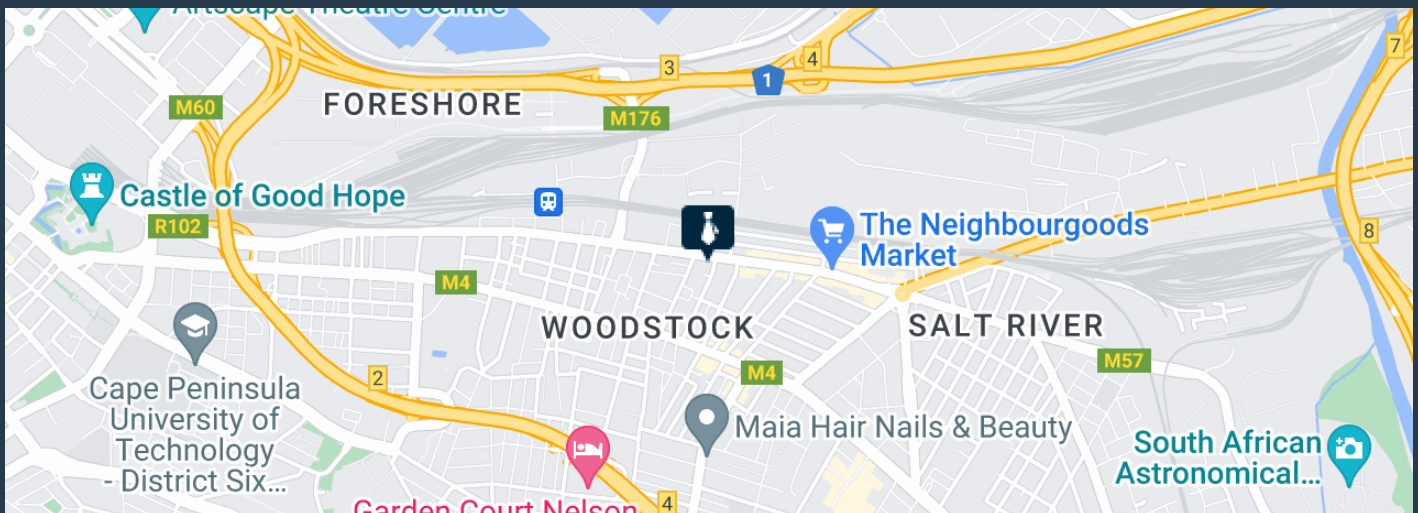 Artscape Theatre Centre
3
4
1
7
M60
FORESHORE
M176
Castle of Good Hope
R102
The Neighbourgoods
Market
8
M4
WOODSTOCK
SALT RIVER
M57
M4
2
Cape Peninsula
University of
Technology
- District Six...
Maia Hair Nails & Beauty
South African
Astronomical...
4
Garden Court Nelson